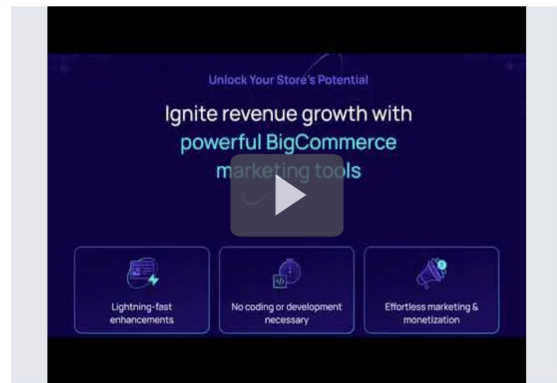 Unlock Your Store's Potential
Ignite revenue growth with
powerful BigCommerce
marketing tools
Lightning-fast
enhancements
No coding or development
necessary
Effortless marketing &
monetization